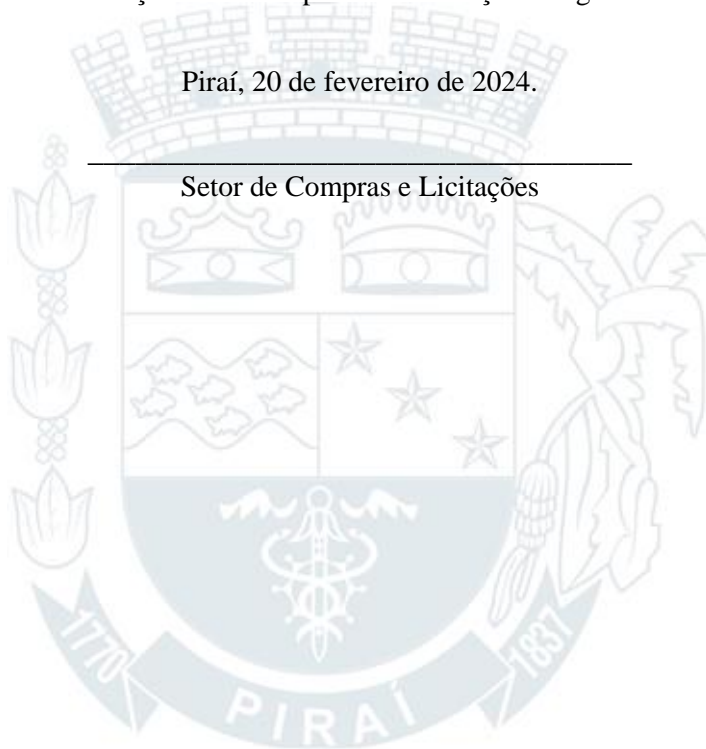 Piraí, 20 de fevereiro de 2024.
Setor de Compras e Licitações
1770
PIRAÍ
1837